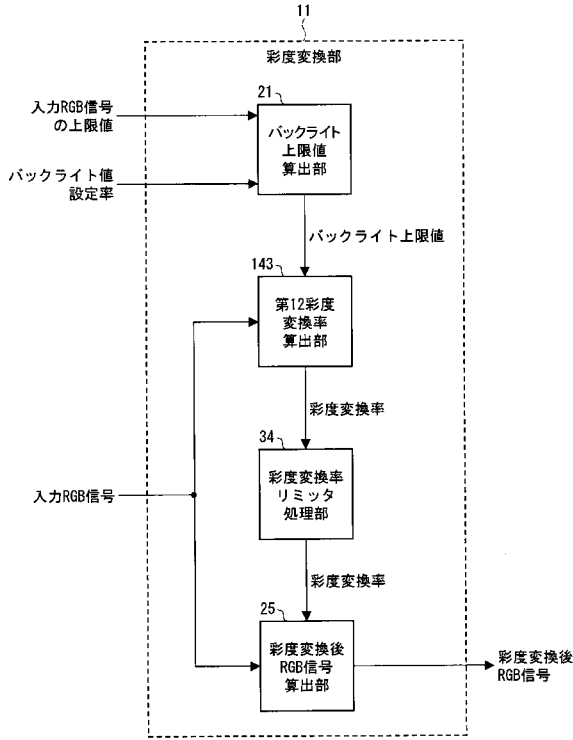 11
彩度変換部
入力RGB信号
の上限値
バックライト値
設定率
21
バックライト
上限値
算出部
バックライト上限値
143
第12彩度
変換率
算出部
彩度変換率
34
彩度変換率
リミッタ
処理部
入力RGB信号
彩度変換率
25
彩度変換後
RGB信号
算出部
彩度変換後
RGB信号